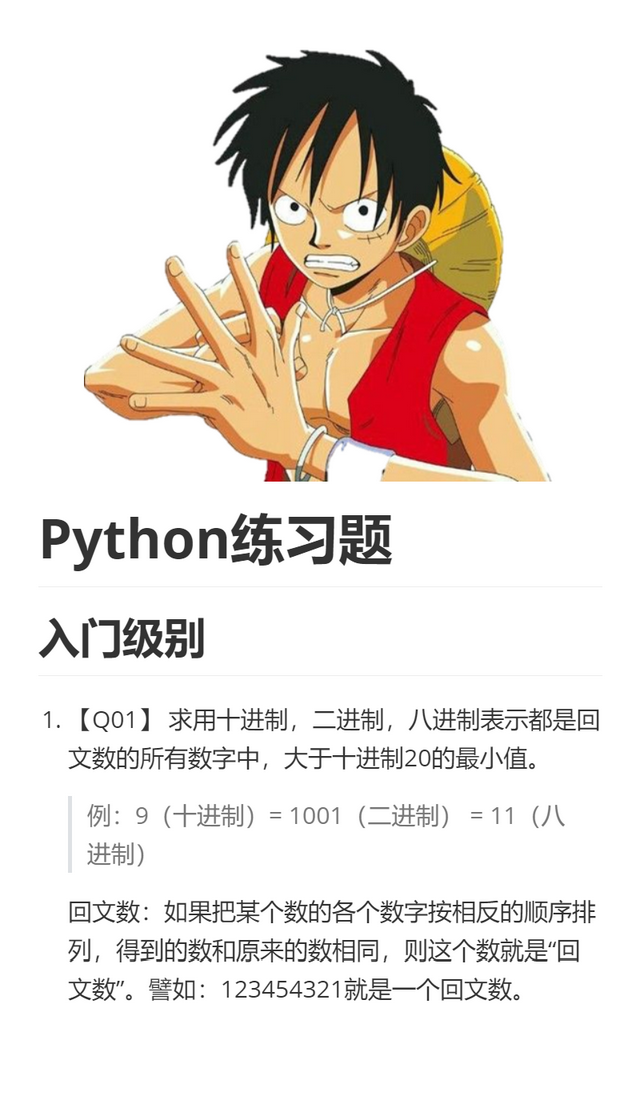 Python练习题
入门级别
1. 【Q01】 求用十进制，二进制，八进制表示都是回
文数的所有数字中，大于十进制20的最小值。
例：9（十进制）= 1001（二进制） = 11（八
进制）
回文数：如果把某个数的各个数字按相反的顺序排
列，得到的数和原来的数相同，则这个数就是“回
文数”。譬如：123454321就是一个回文数。